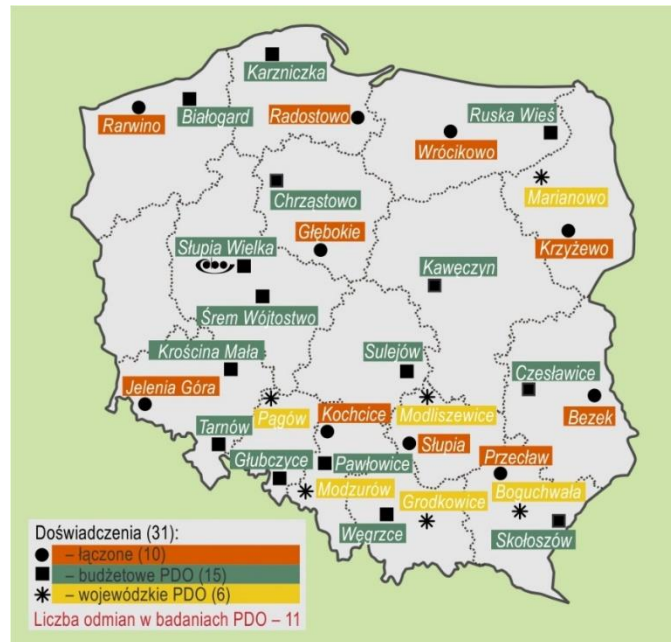 Karzniczka
Rarwino
Białogard
Radostowo
Ruska Wieś
Wrócikowo
Chrząstowo
Marianowo
Głębokie
Krzyżewo
Słupia Wielka
Kawęczyn
Śrem Wójtostwo
Krościna Mała
Sulejów
Czesławice
Jelenia Góra
Pagów
Kochcice
Modliszewice
Bezek
Tarnów
Słupia
Przecław
Głubczyce
Pawłowice
Boguchwała
Modzurów
Grodkowice
Węgrzce
Skołoszów
Doświadczenia (31):
– łączone (10)
– budżetowe PDO (15)
– wojewódzkie PDO (6)
Liczba odmian w badaniach PDO – 11